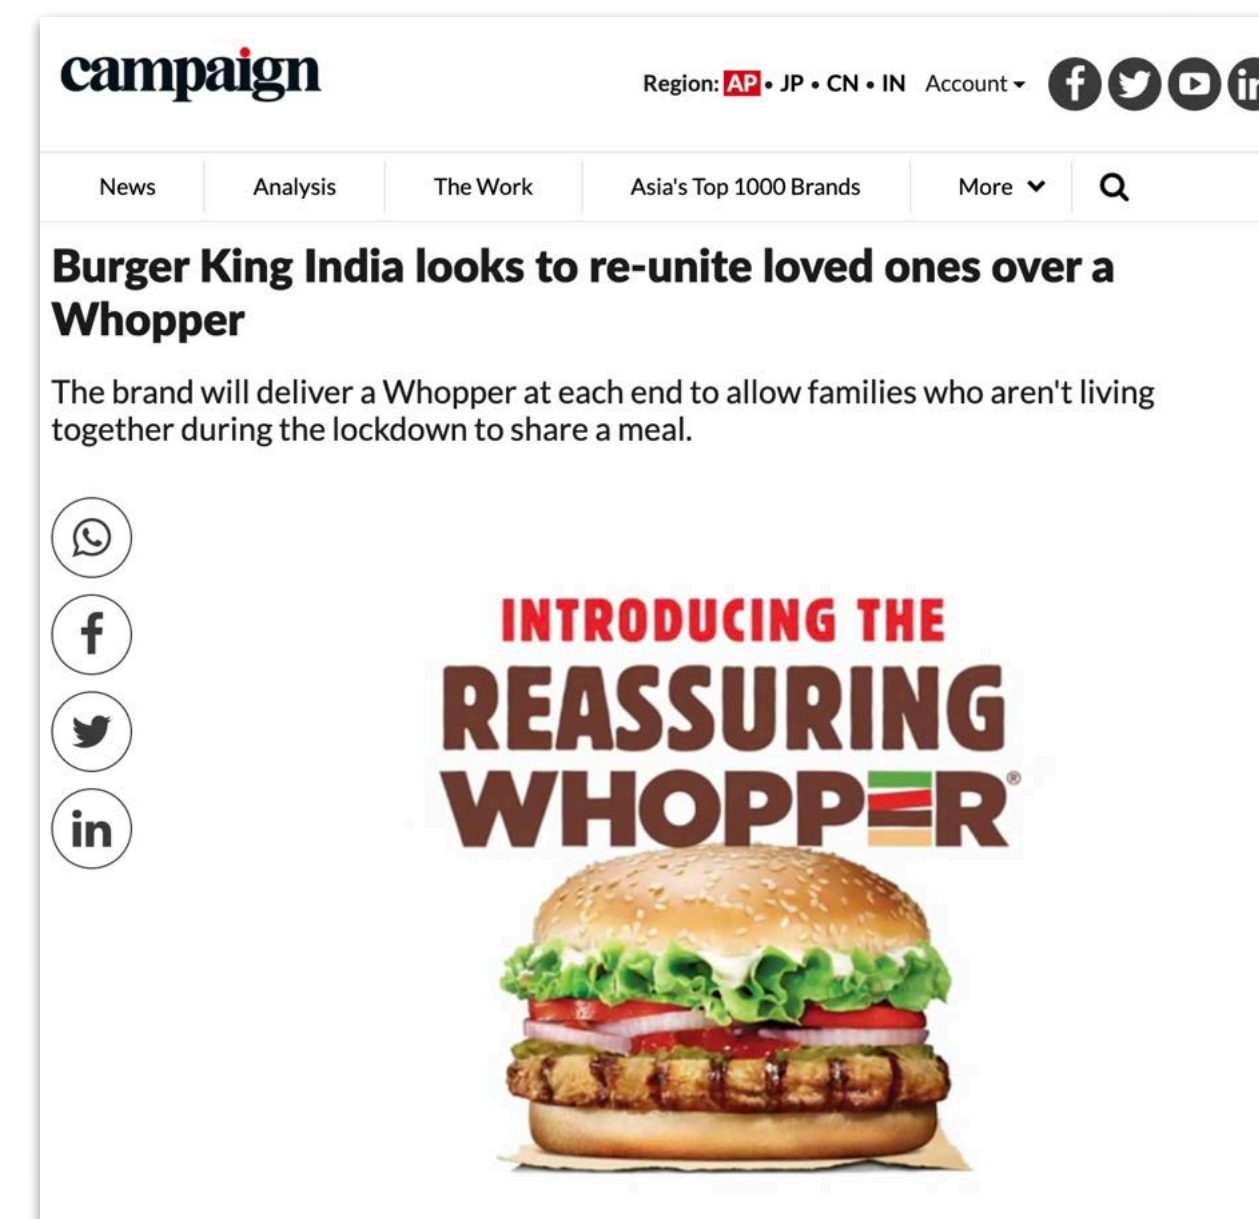 campaign
Region: AP • JP • CN • IN Account
News Analysis The Work Asia's Top 1000 Brands More
Burger King India looks to re-unite loved ones over a
Whopper
The brand will deliver a Whopper at each end to allow families who aren't living
together during the lockdown to share a meal.
INTRODUCING THE
REASSURING
WHOPPER®